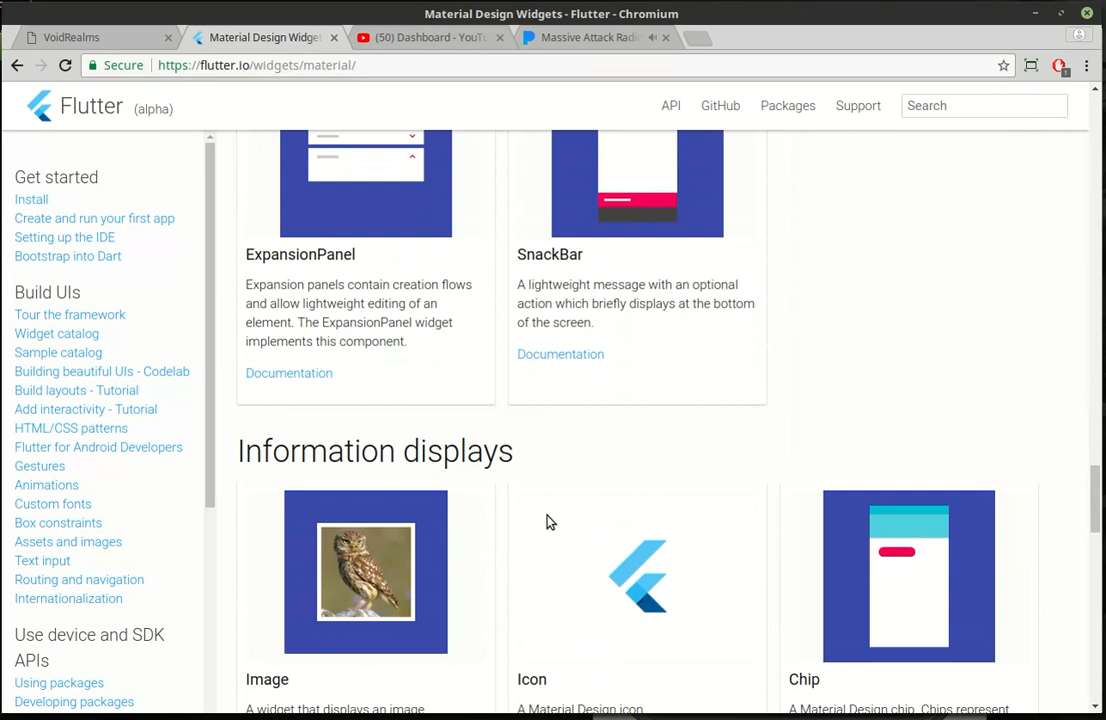 Material Design Widgets - Flutter - Chromium
VoidRealms
Material Design Widget
(50) Dashboard - YouTu
Massive Attack Radi
Secure
https://flutter.io/widgets/material/
Flutter (alpha)
API
GitHub
Packages
Support
Search
Get started
Install
Create and run your first app
Setting up the IDE
Bootstrap into Dart
Build UIs
Tour the framework
Widget catalog
Sample catalog
Building beautiful UIs - Codelab
Build layouts - Tutorial
Add interactivity - Tutorial
HTML/CSS patterns
Flutter for Android Developers
Gestures
Animations
Custom fonts
Box constraints
Assets and images
Text input
Routing and navigation
Internationalization
Use device and SDK
APIs
Using packages
Developing packages
ExpansionPanel
Expansion panels contain creation flows
and allow lightweight editing of an
element. The ExpansionPanel widget
implements this component.
Documentation
SnackBar
A lightweight message with an optional
action which briefly displays at the bottom
of the screen.
Documentation
Information displays
Image
A widget that displays an image
Icon
A Material Design icon
Chip
A Material Design chip. Chips represent